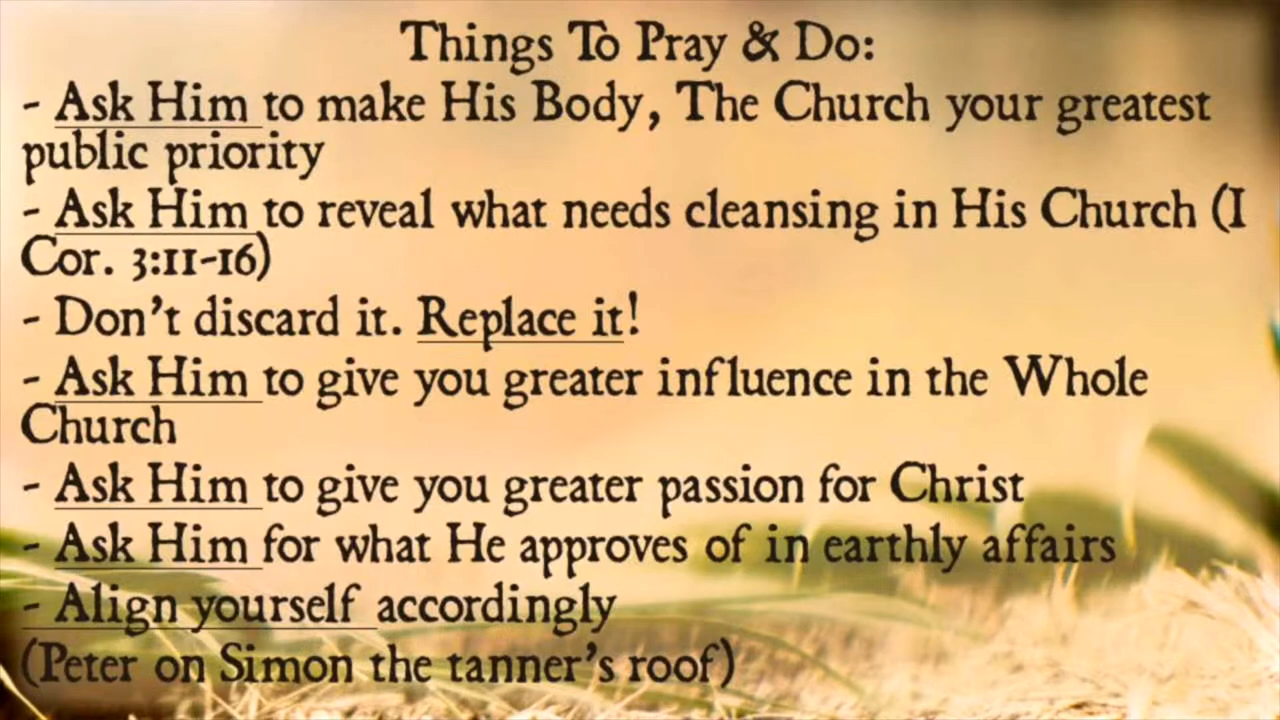 Things To Pray & Do:
- Ask Him to make His Body, The Church your greatest
public priority
- Ask Him to reveal what needs cleansing in His Church (I
Cor. 3:11-16)
- Don't discard it. Replace it!
- Ask Him to give you greater influence in the Whole
Church
- Ask Him to give you greater passion for Christ
- Ask Him for what He approves of in earthly affairs
- Align yourself accordingly
(Peter on Simon the tanner's roof)